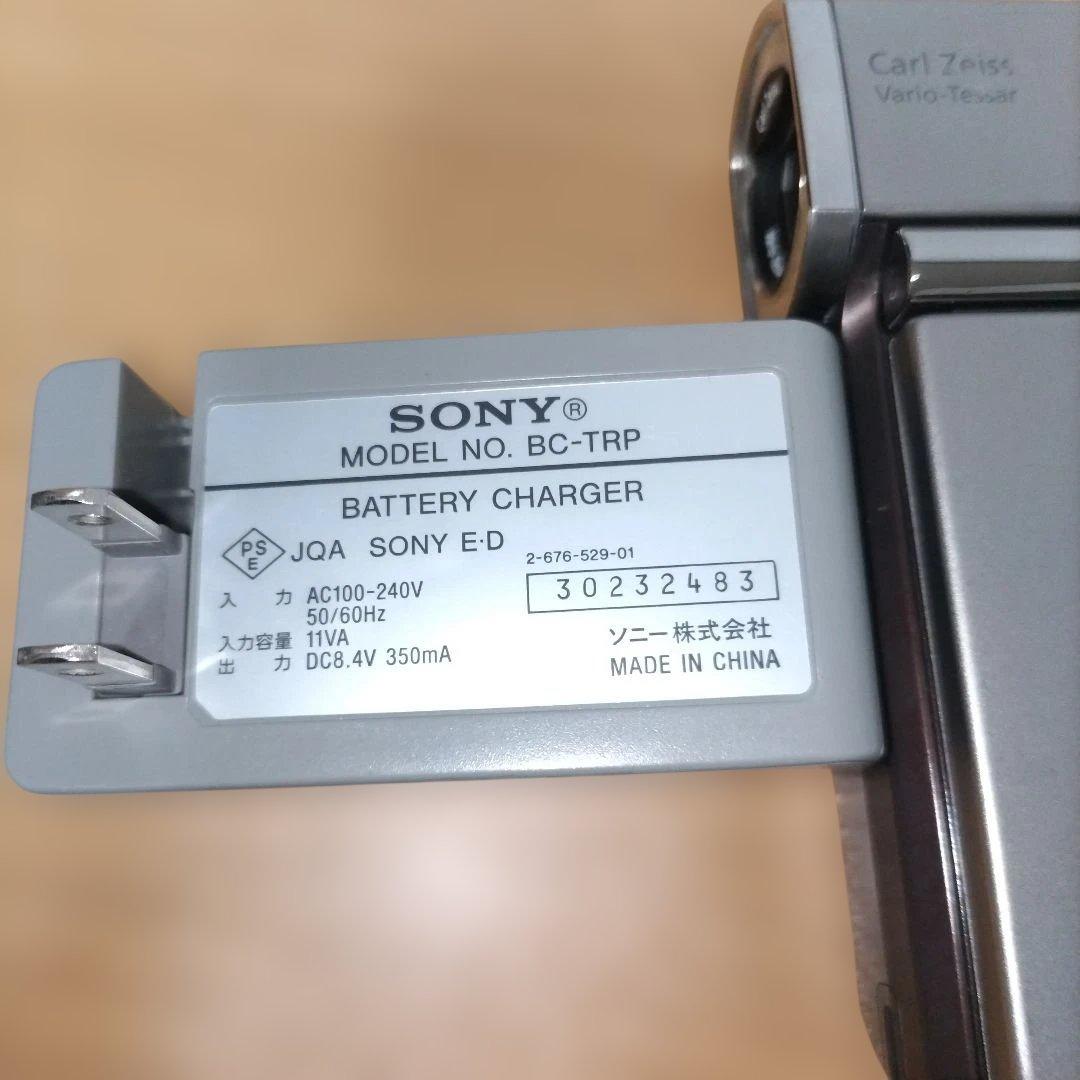 Carl Zeiss
Vario-Tessar
SONY®
MODEL NO. BC-TRP
BATTERY CHARGER
PS
E
JQA SONY E·D
2-676-529-01
30232483
入力 AC100-240V
50/60Hz
入力容量 11VA
出力 DC8.4V 350mA
ソニー株式会社
MADE IN CHINA